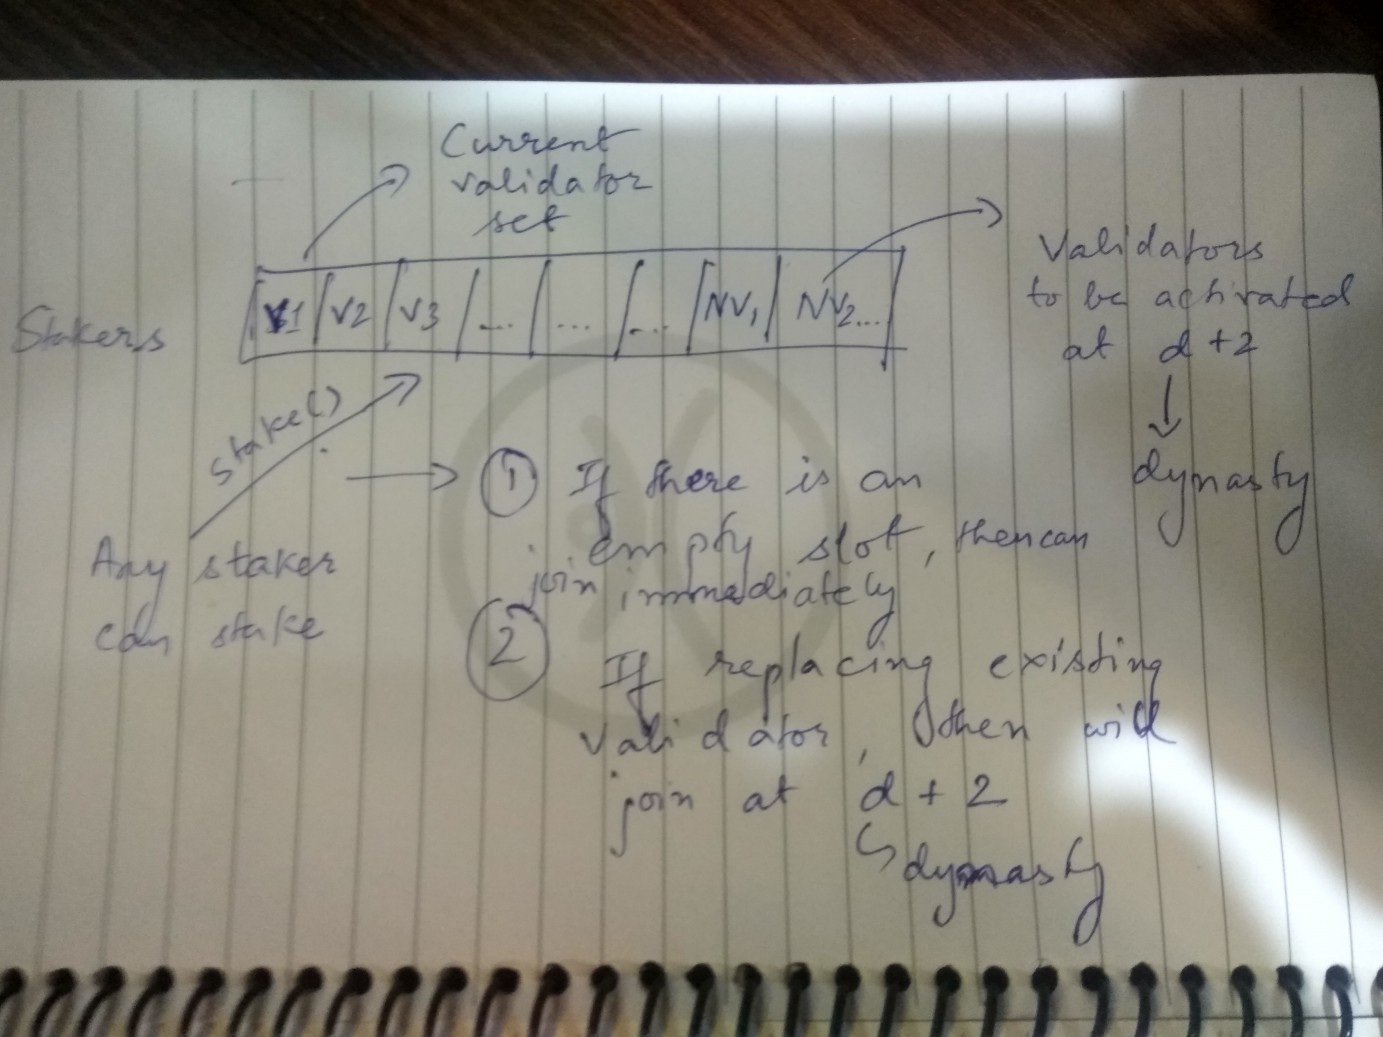 Current
validator
set
Stakers
V1 V2 V3 ... ... ... NV1 NV2...
Validators
to be activated
at d+2
dynasty
stake()
Any staker
can stake
1 If there is an
empty slot, then can
join immediately
2 If replacing existing
validator, then will
join at d+2
dynasty